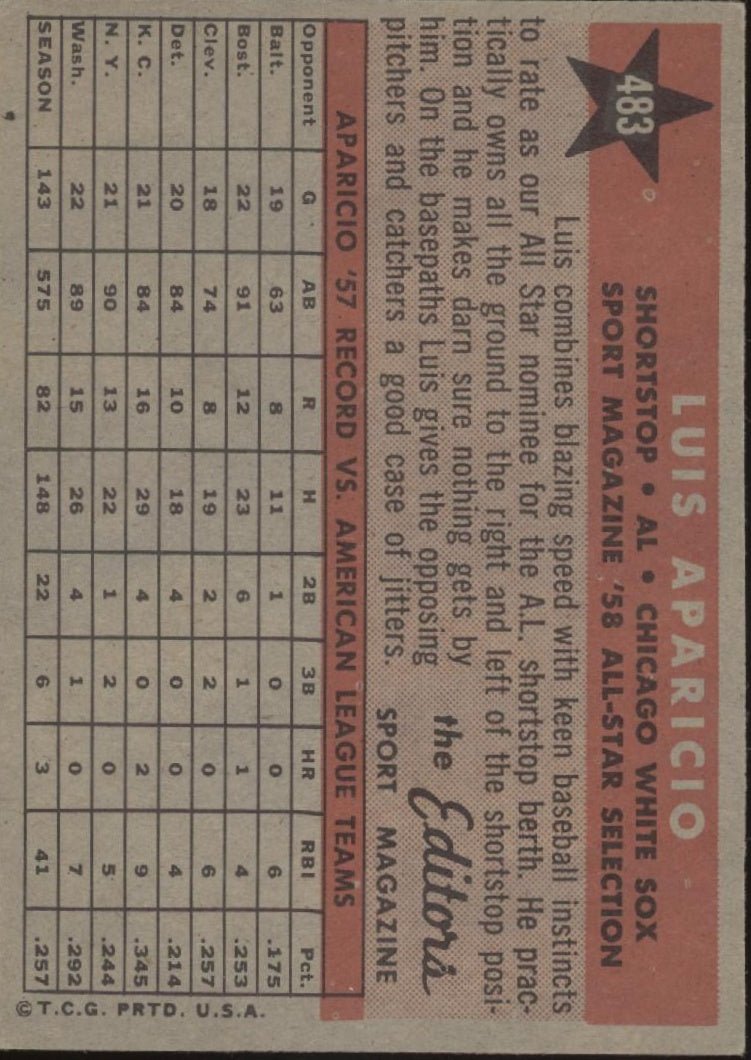 483
LUIS APARICIO
SHORTSTOP • AL • CHICAGO WHITE SOX
SPORT MAGAZINE '58 ALL-STAR SELECTION
Luis combines blazing speed with keen baseball instincts
to rate as our All Star nominee for the A.L. shortstop berth. He prac-
tically owns all the ground to the right and left of the shortstop posi-
tion and he makes darn sure nothing gets by
him. On the basepaths Luis gives the opposing
pitchers and catchers a good case of jitters.
the Editors
SPORT MAGAZINE
APARICIO '57 RECORD VS. AMERICAN LEAGUE TEAMS
Opponent G AB R H 2B 3B HR RBI Pct.
Balt. 19 63 8 11 1 0 0 6 .175
Bost. 22 91 12 23 6 1 1 4 .253
Clev. 18 74 8 19 2 2 0 6 .257
Det. 20 84 10 18 4 0 0 4 .214
K. C. 21 84 16 29 4 0 2 9 .345
N. Y. 21 90 13 22 1 2 0 5 .244
Wash. 22 89 15 26 4 1 0 7 .292
SEASON 143 575 82 148 22 6 3 41 .257
© T.C.G. PRTD. U.S.A.